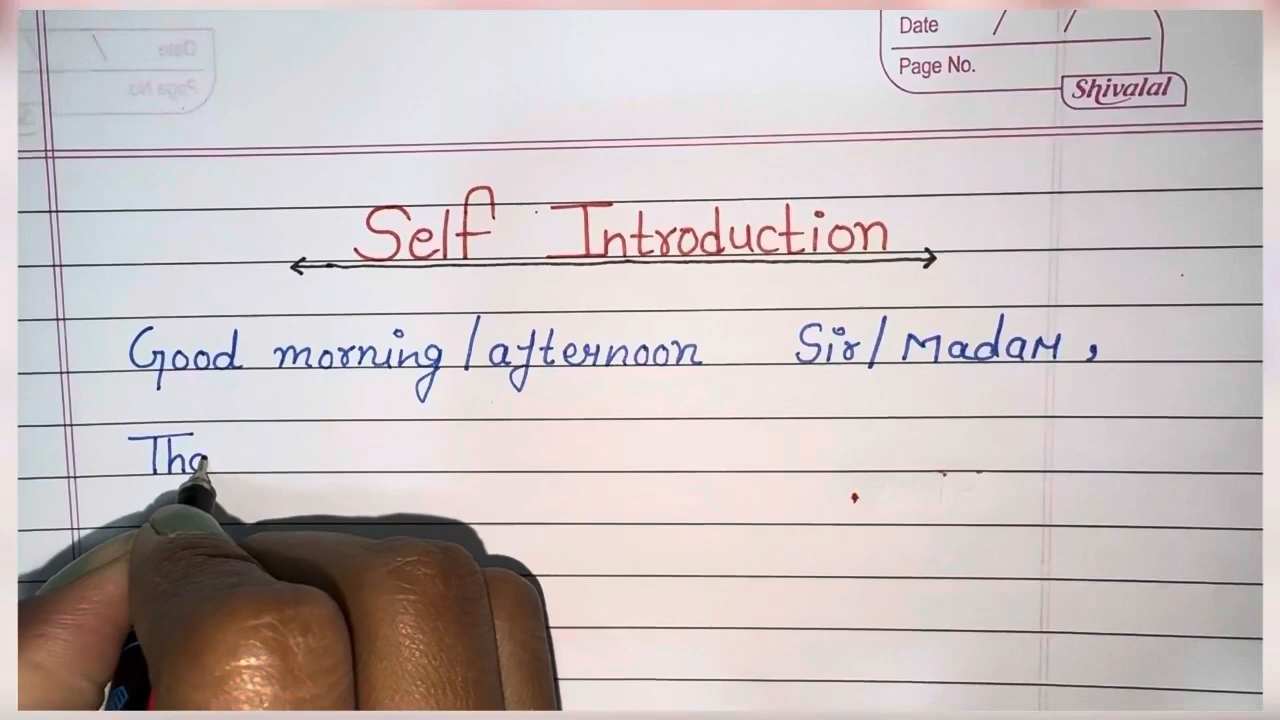 Date / /
Page No.
Shivalal
Self Introduction
Good morning/afternoon Sir/Madam,
Tha